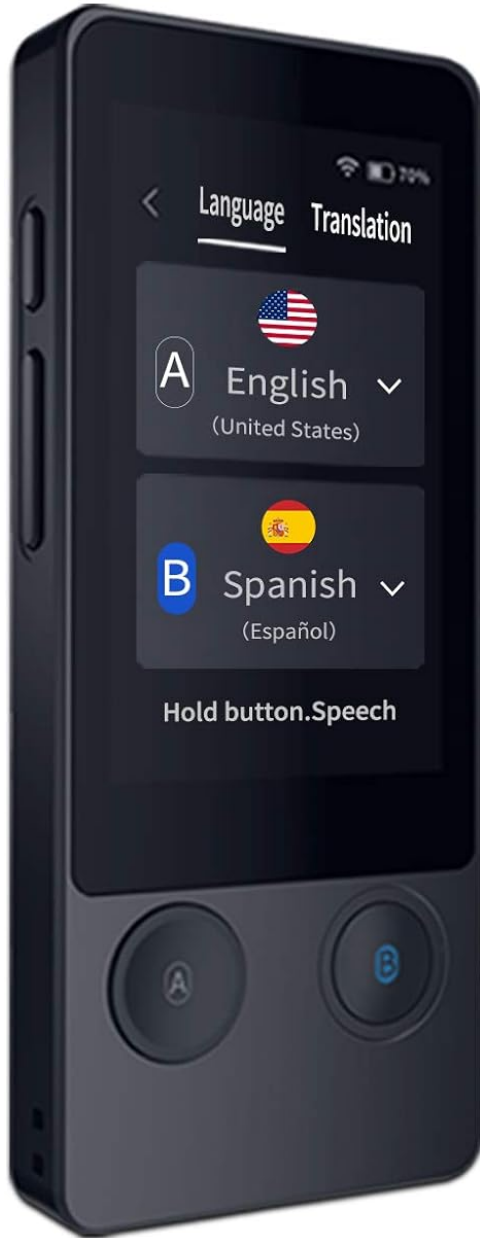 70%
Language Translation
A
English
(United States)
B
Spanish
(Español)
Hold button.Speech
A B